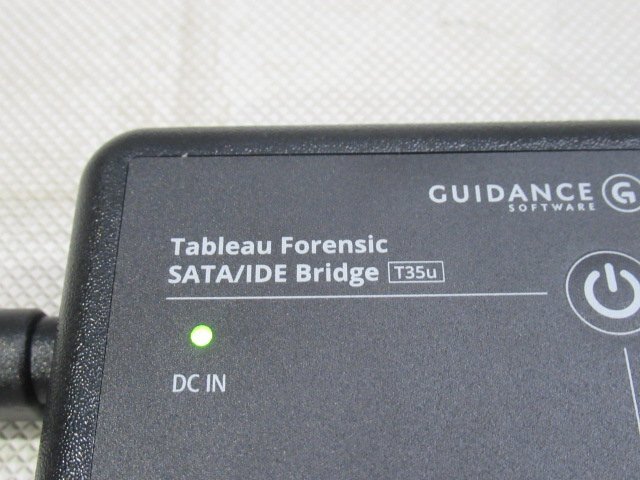 GUIDANCE
SOFTWARE
Tableau Forensic
SATA/IDE Bridge T35u
DC IN